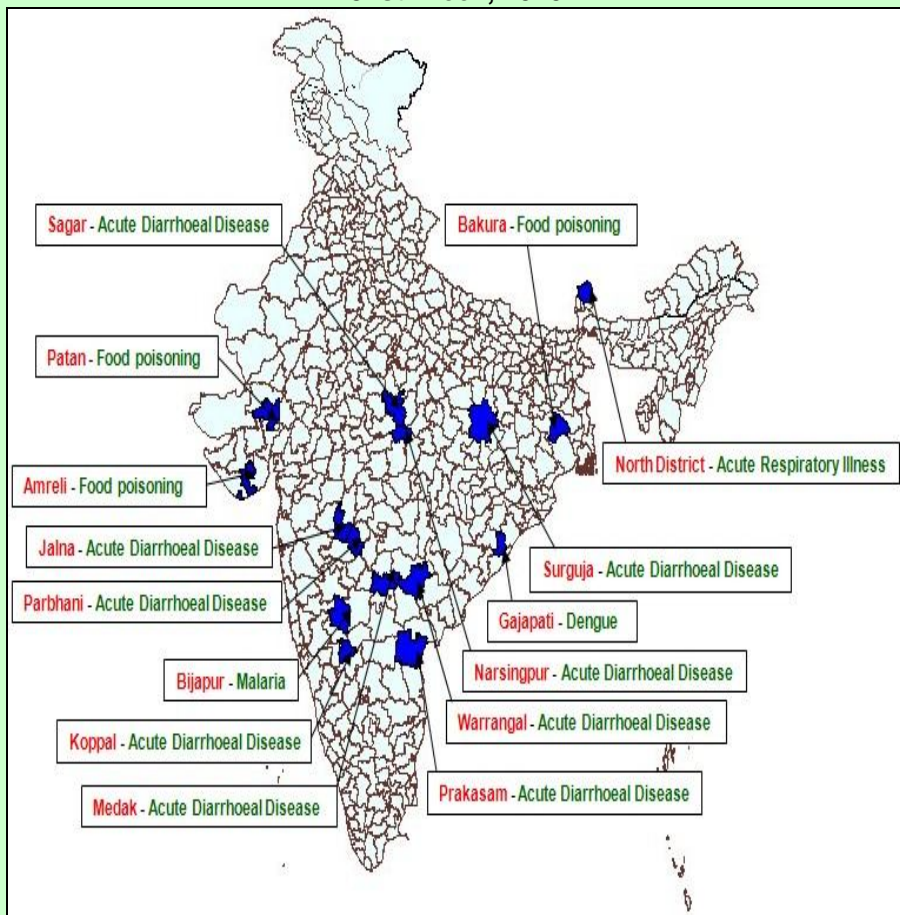 Sagar - Acute Diarrhoeal Disease
Bakura - Food poisoning
Patan - Food poisoning
North District - Acute Respiratory Illness
Amreli - Food poisoning
Jalna - Acute Diarrhoeal Disease
Surguja - Acute Diarrhoeal Disease
Parbhani - Acute Diarrhoeal Disease
Gajapati - Dengue
Bijapur - Malaria
Narsingpur - Acute Diarrhoeal Disease
Warrangal - Acute Diarrhoeal Disease
Koppal - Acute Diarrhoeal Disease
Medak - Acute Diarrhoeal Disease
Prakasam - Acute Diarrhoeal Disease